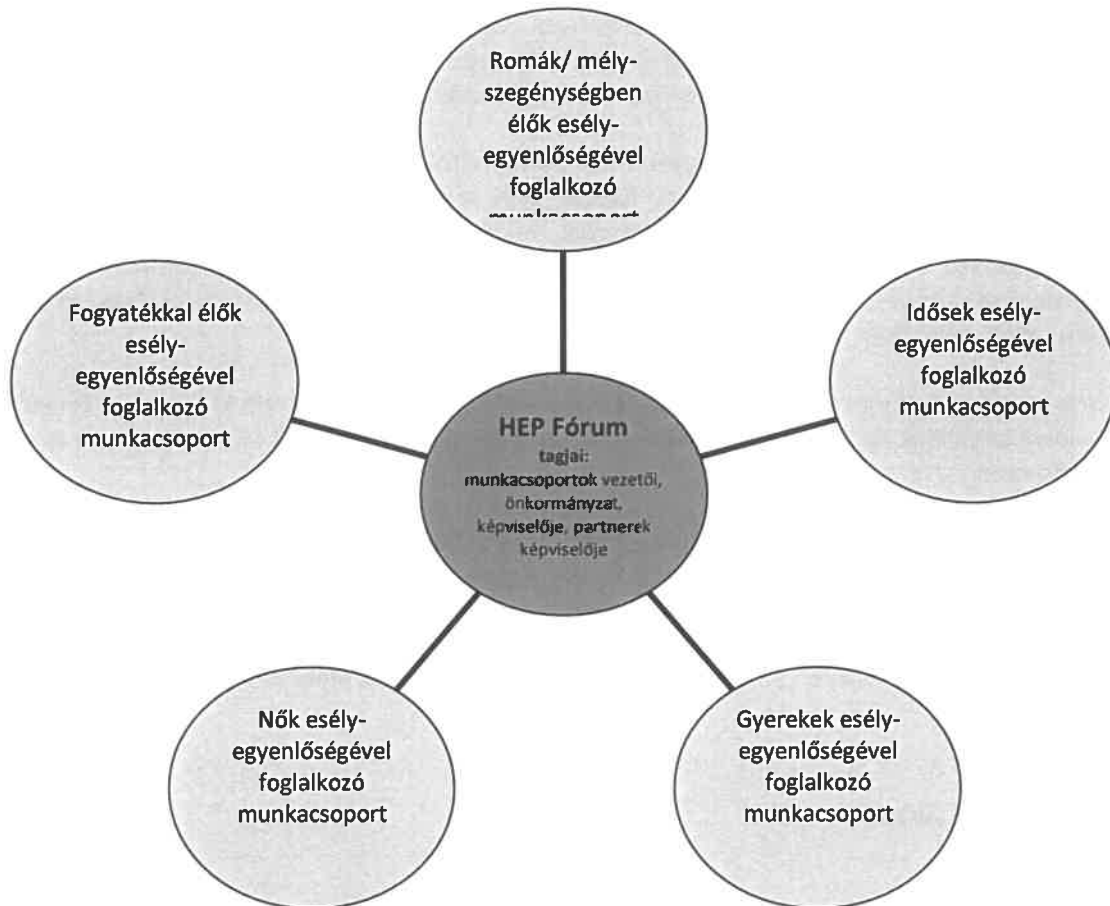 Romák/ mély-
szegénységben
élők esély-
egyenlőségével
foglalkozó
munkacsoport
Fogyatékkal élők
esély-
egyenlőségével
foglalkozó
munkacsoport
Idősek esély-
egyenlőségével
foglalkozó
munkacsoport
HEP Fórum
tagjai:
munkacsoportok vezetői,
önkormányzat,
képviselője, partnerek
képviselője
Nők esély-
egyenlőségével
foglalkozó
munkacsoport
Gyerekek esély-
egyenlőségével
foglalkozó
munkacsoport